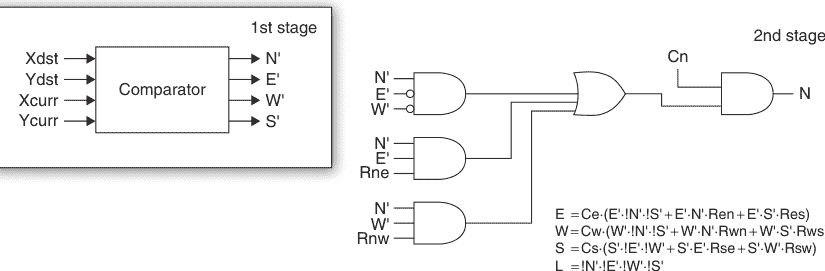 1st stage
Xdst
Ydst
Xcurr
Ycurr
Comparator
N'
E'
W'
S'
2nd stage
N'
E'
W'
N'
E'
Rne
N'
W'
Rnw
Cn
N
E =Ce·(E'·!N'·!S'+E'·N'·Ren+E'·S'·Res)
W=Cw·(W'·!N'·!S'+W'·N'·Rwn+W'·S'·Rws
S =Cs·(S'·!E'·!W'+S'·E'·Rse+S'·W'·Rsw)
L =!N'·!E'·!W'·!S'